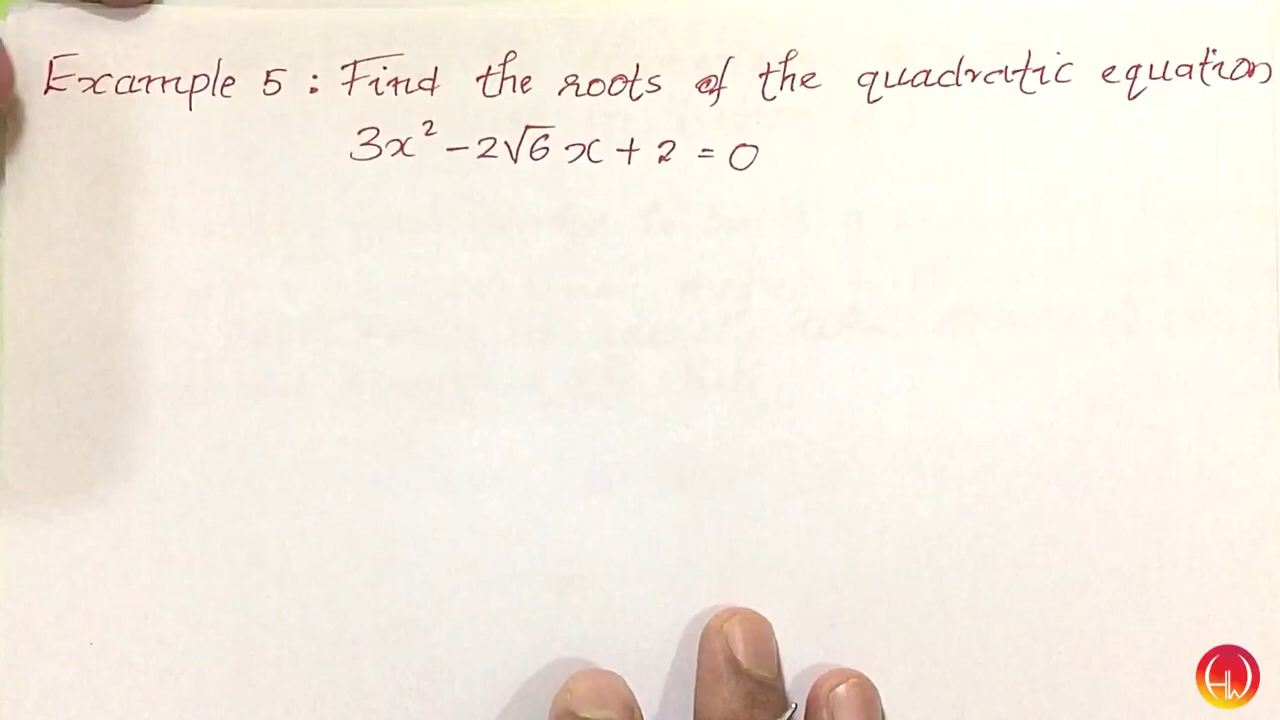 Example 5 : Find the roots of the quadratic equation
3x² - 2√6 x + 2 = 0